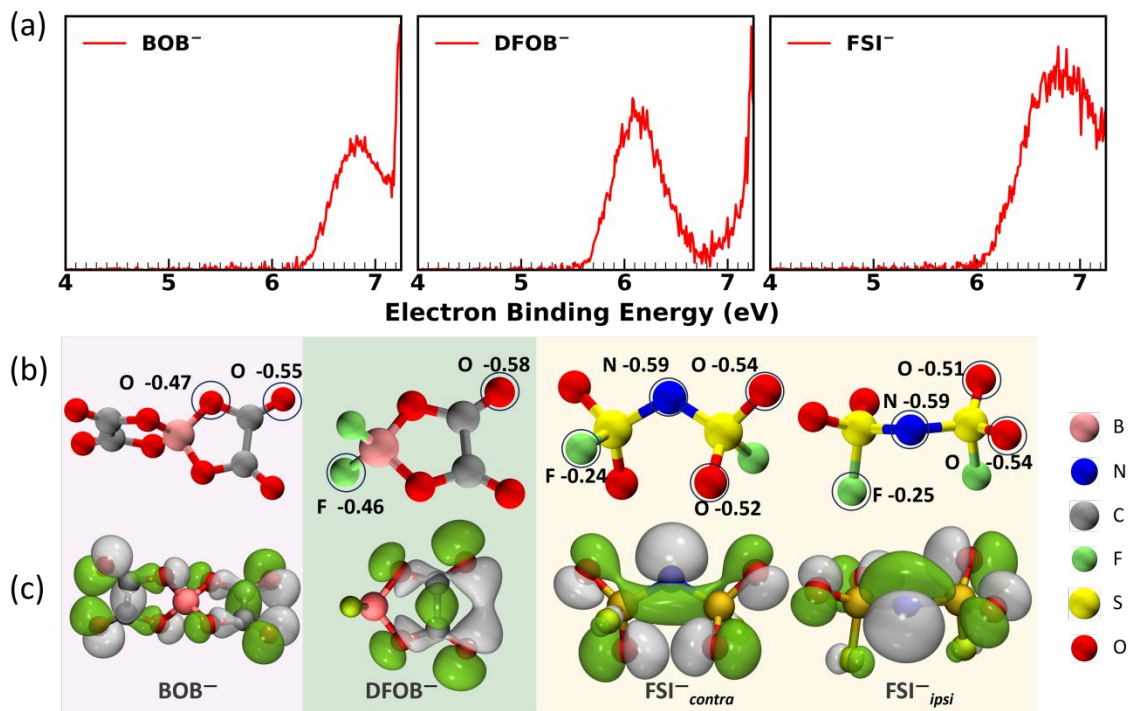 (a)
BOB⁻
DFOB⁻
FSI⁻
4 5 6 7 4 5 6 7 4 5 6 7
Electron Binding Energy (eV)
(b)
O -0.47
O -0.55
O -0.58
F -0.46
N -0.59
O -0.54
F -0.24
O -0.52
O -0.51
N -0.59
O -0.54
F -0.25
B
N
C
F
S
O
(c)
BOB⁻
DFOB⁻
FSI⁻contra
FSI⁻ipsi